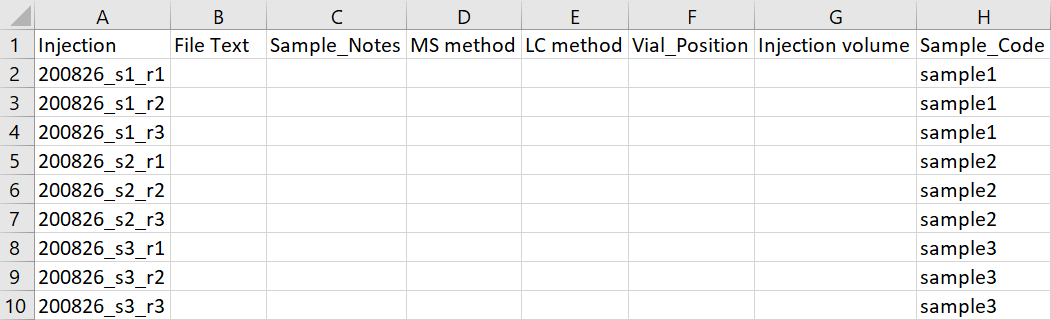 A B C D E F G H
1 Injection File Text Sample_Notes MS method LC method Vial_Position Injection volume Sample_Code
2 200826_s1_r1 sample1
3 200826_s1_r2 sample1
4 200826_s1_r3 sample1
5 200826_s2_r1 sample2
6 200826_s2_r2 sample2
7 200826_s2_r3 sample2
8 200826_s3_r1 sample3
9 200826_s3_r2 sample3
10 200826_s3_r3 sample3